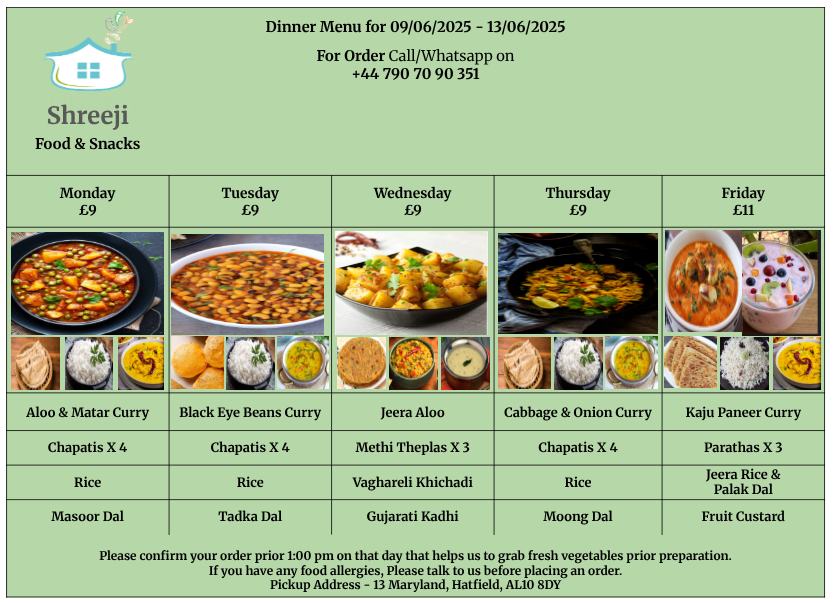 Dinner Menu for 09/06/2025 - 13/06/2025
For Order Call/Whatsapp on
+44 790 70 90 351
Shreeji
Food & Snacks
Monday
£9
Tuesday
£9
Wednesday
£9
Thursday
£9
Friday
£11
Aloo & Matar Curry
Black Eye Beans Curry
Jeera Aloo
Cabbage & Onion Curry
Kaju Paneer Curry
Chapatis X 4
Chapatis X 4
Methi Theplas X 3
Chapatis X 4
Parathas X 3
Rice
Rice
Vaghareli Khichadi
Rice
Jeera Rice &
Palak Dal
Masoor Dal
Tadka Dal
Gujarati Kadhi
Moong Dal
Fruit Custard
Please confirm your order prior 1:00 pm on that day that helps us to grab fresh vegetables prior preparation.
If you have any food allergies, Please talk to us before placing an order.
Pickup Address - 13 Maryland, Hatfield, AL10 8DY